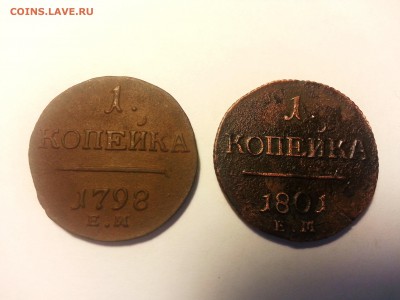 COINS.LAVE.RU
1.
КОПЕЙКА
1798
Е.М
1.
КОПЕЙКА
1801
Е.М